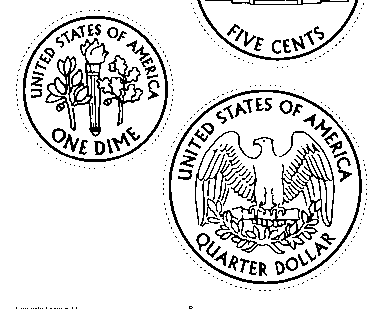 FIVE CENTS
UNITED STATES OF AMERICA
ONE DIME
UNITED STATES OF AMERICA
QUARTER DOLLAR